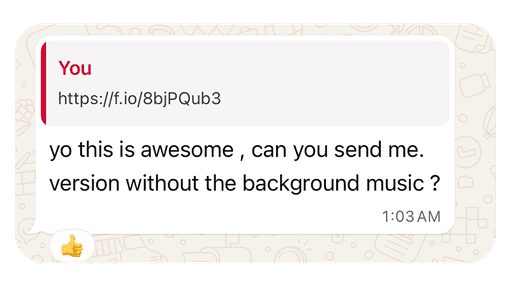 You
https://f.io/8bjPQub3
yo this is awesome , can you send me.
version without the background music ?
1:03 AM